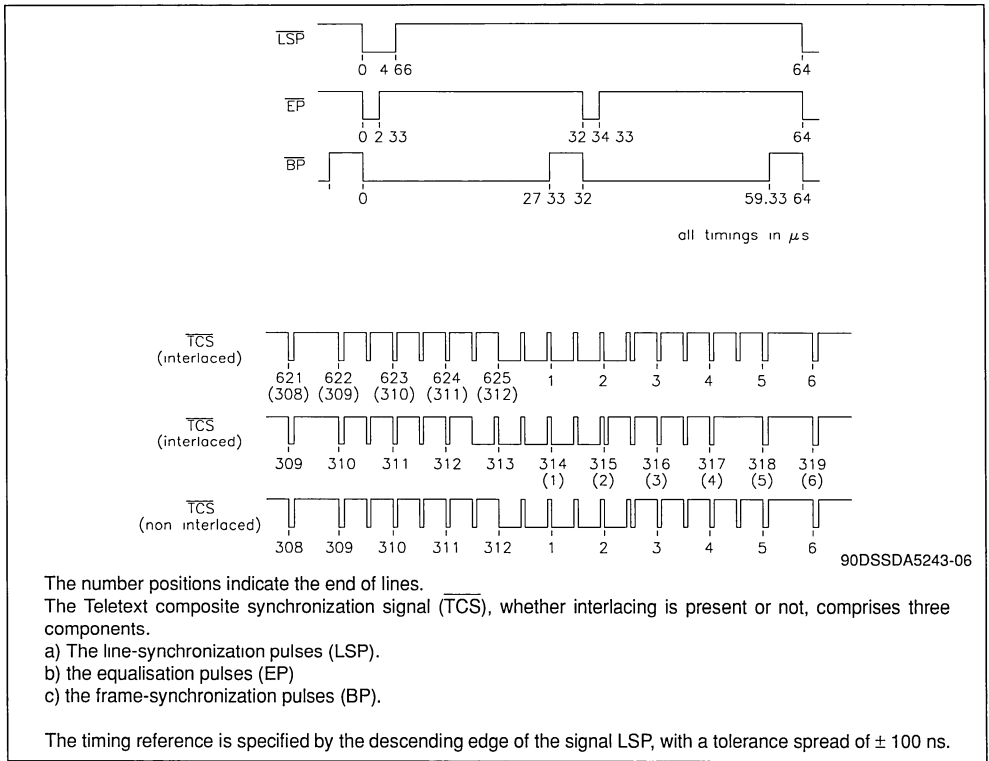 LSP
0 4 66 64
EP
0 2 33 32 34 33 64
BP
0 27 33 32 59.33 64
all timings in μs
TCS
(interlaced)
621 622 623 624 625 1 2 3 4 5 6
(308) (309) (310) (311) (312)
TCS
(interlaced)
309 310 311 312 313 314 315 316 317 318 319
(1) (2) (3) (4) (5) (6)
TCS
(non interlaced)
308 309 310 311 312 1 2 3 4 5 6
90DSSDA5243-06
The number positions indicate the end of lines.
The Teletext composite synchronization signal (TCS), whether interlacing is present or not, comprises three
components.
a) The line-synchronization pulses (LSP).
b) the equalisation pulses (EP)
c) the frame-synchronization pulses (BP).
The timing reference is specified by the descending edge of the signal LSP, with a tolerance spread of ± 100 ns.